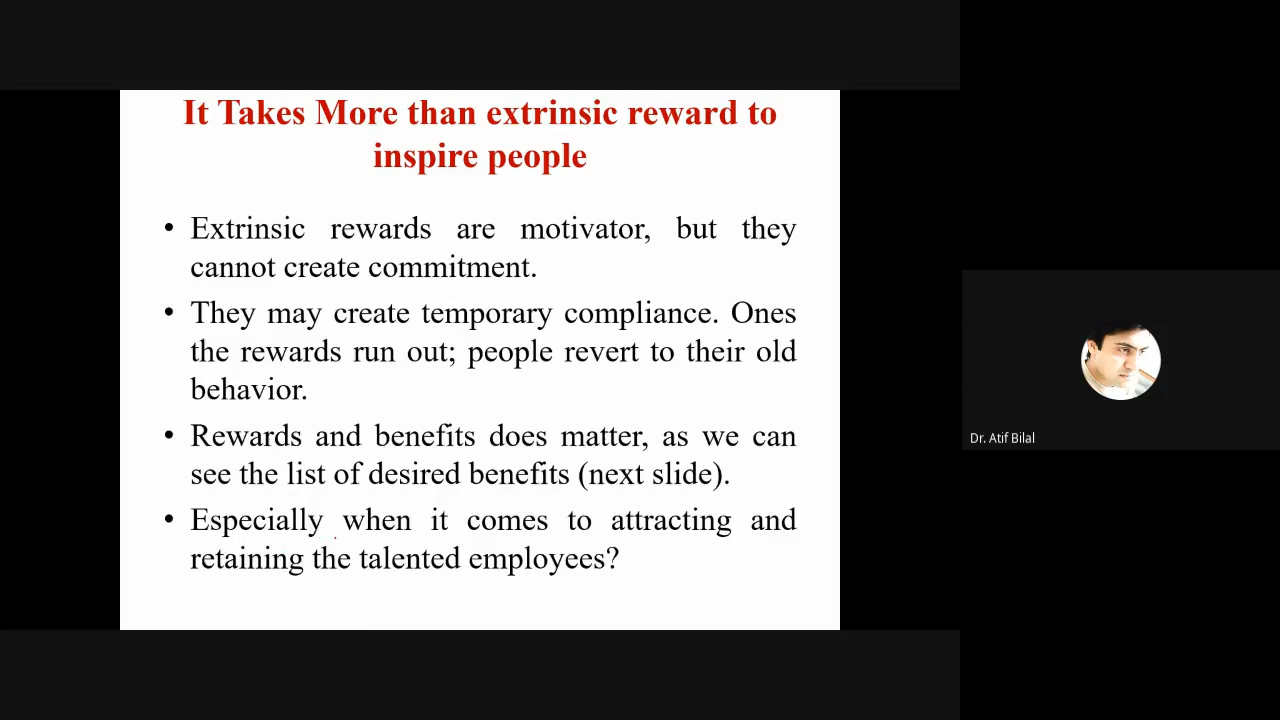 It Takes More than extrinsic reward to
inspire people
• Extrinsic rewards are motivator, but they
cannot create commitment.
• They may create temporary compliance. Ones
the rewards run out; people revert to their old
behavior.
• Rewards and benefits does matter, as we can
see the list of desired benefits (next slide).
• Especially when it comes to attracting and
retaining the talented employees?
Dr. Atif Bilal